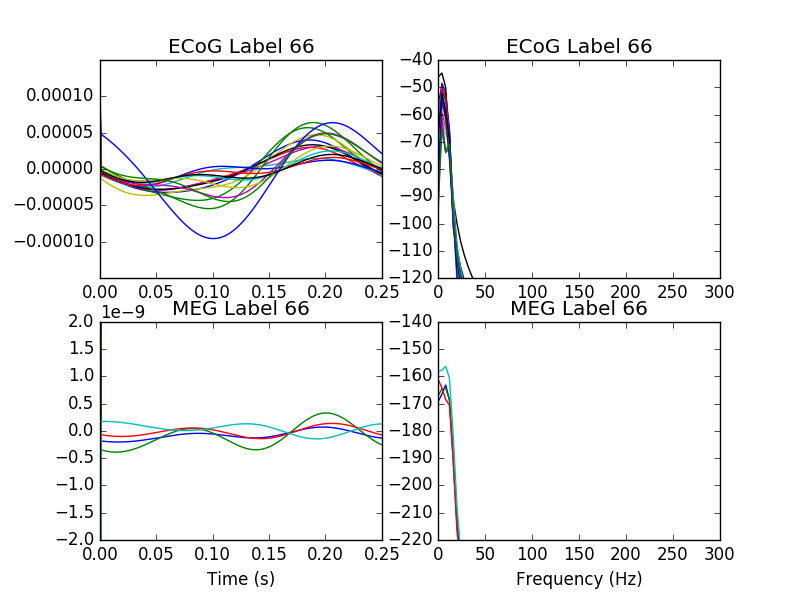 ECoG Label 66
ECoG Label 66
0.00010
0.00005
0.00000
−0.00005
−0.00010
0.00 0.05 0.10 0.15 0.20 0.25
−40
−50
−60
−70
−80
−90
−100
−110
−120
0 50 100 150 200 250 300
1e−9
MEG Label 66
MEG Label 66
2.0
1.5
1.0
0.5
0.0
−0.5
−1.0
−1.5
−2.0
0.00 0.05 0.10 0.15 0.20 0.25
Time (s)
−140
−150
−160
−170
−180
−190
−200
−210
−220
0 50 100 150 200 250 300
Frequency (Hz)